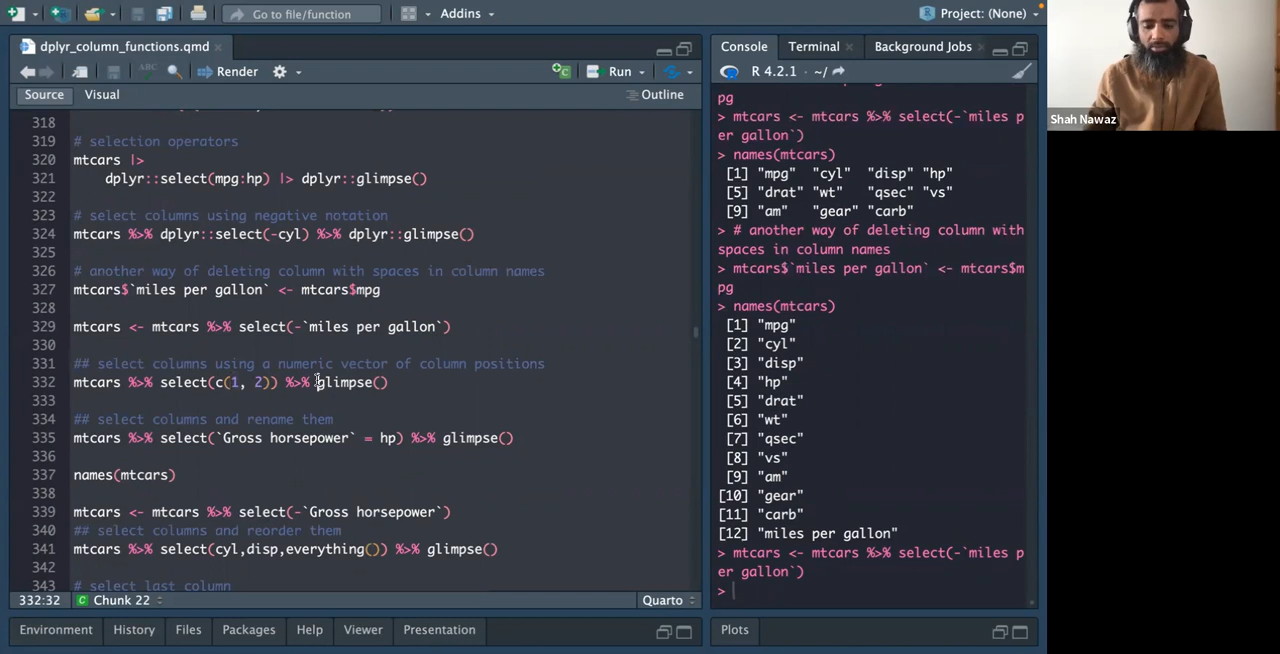 Go to file/function
Addins
Project: (None)
dplyr_column_functions.qmd
Render
Run
Source
Visual
Outline
318
319 # selection operators
320 mtcars |>
321 dplyr::select(mpg:hp) |> dplyr::glimpse()
322
323 # select columns using negative notation
324 mtcars %>% dplyr::select(-cyl) %>% dplyr::glimpse()
325
326 # another way of deleting column with spaces in column names
327 mtcars$`miles per gallon` <- mtcars$mpg
328
329 mtcars <- mtcars %>% select(-`miles per gallon`)
330
331 ## select columns using a numeric vector of column positions
332 mtcars %>% select(c(1, 2)) %>% glimpse()
333
334 ## select columns and rename them
335 mtcars %>% select(`Gross horsepower` = hp) %>% glimpse()
336
337 names(mtcars)
338
339 mtcars <- mtcars %>% select(-`Gross horsepower`)
340 ## select columns and reorder them
341 mtcars %>% select(cyl,disp,everything()) %>% glimpse()
342
343 # select last column
332:32
C Chunk 22
Quarto
Environment
History
Files
Packages
Help
Viewer
Presentation
Console
Terminal
Background Jobs
R 4.2.1 · ~/
pg
> mtcars <- mtcars %>% select(-`miles p
er gallon`)
> names(mtcars)
[1] "mpg" "cyl" "disp" "hp"
[5] "drat" "wt" "qsec" "vs"
[9] "am" "gear" "carb"
> # another way of deleting column with
spaces in column names
> mtcars$`miles per gallon` <- mtcars$m
pg
> names(mtcars)
[1] "mpg"
[2] "cyl"
[3] "disp"
[4] "hp"
[5] "drat"
[6] "wt"
[7] "qsec"
[8] "vs"
[9] "am"
[10] "gear"
[11] "carb"
[12] "miles per gallon"
> mtcars <- mtcars %>% select(-`miles p
er gallon`)
>
Plots
Shah Nawaz